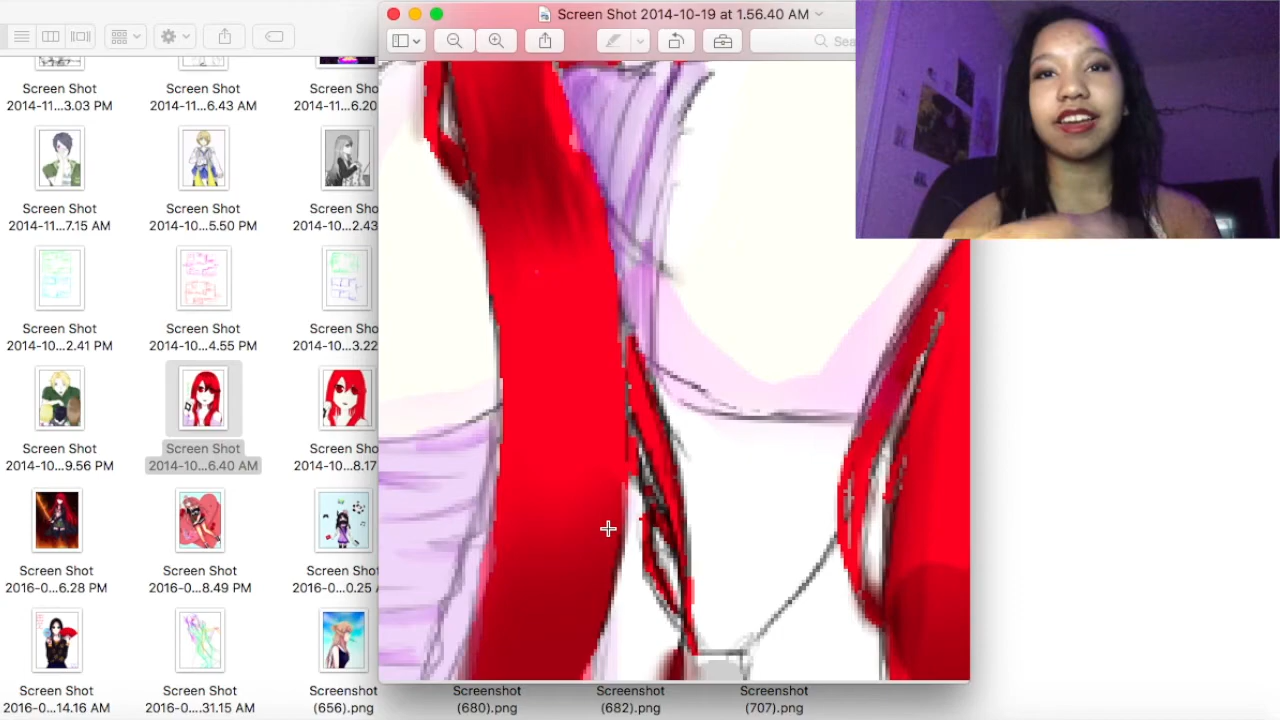 Screen Shot 2014-10-19 at 1.56.40 AM
Sea
Screen Shot
2014-11...3.03 PM
Screen Shot
2014-11...6.43 AM
Screen Sho
2014-11...6.20
Screen Shot
2014-11...7.15 AM
Screen Shot
2014-10...5.50 PM
Screen Sho
2014-10...2.43
Screen Shot
2014-10...2.41 PM
Screen Shot
2014-10...4.55 PM
Screen Sho
2014-10...3.22
Screen Shot
2014-10...9.56 PM
Screen Shot
2014-10...6.40 AM
Screen Sho
2014-10...8.17
Screen Shot
2016-0...6.28 PM
Screen Shot
2016-0...8.49 PM
Screen Shot
2016-0...0.25 A
Screen Shot
2016-0...14.16 AM
Screen Shot
2016-0....31.15 AM
Screenshot
(656).png
Screenshot
(680).png
Screenshot
(682).png
Screenshot
(707).png